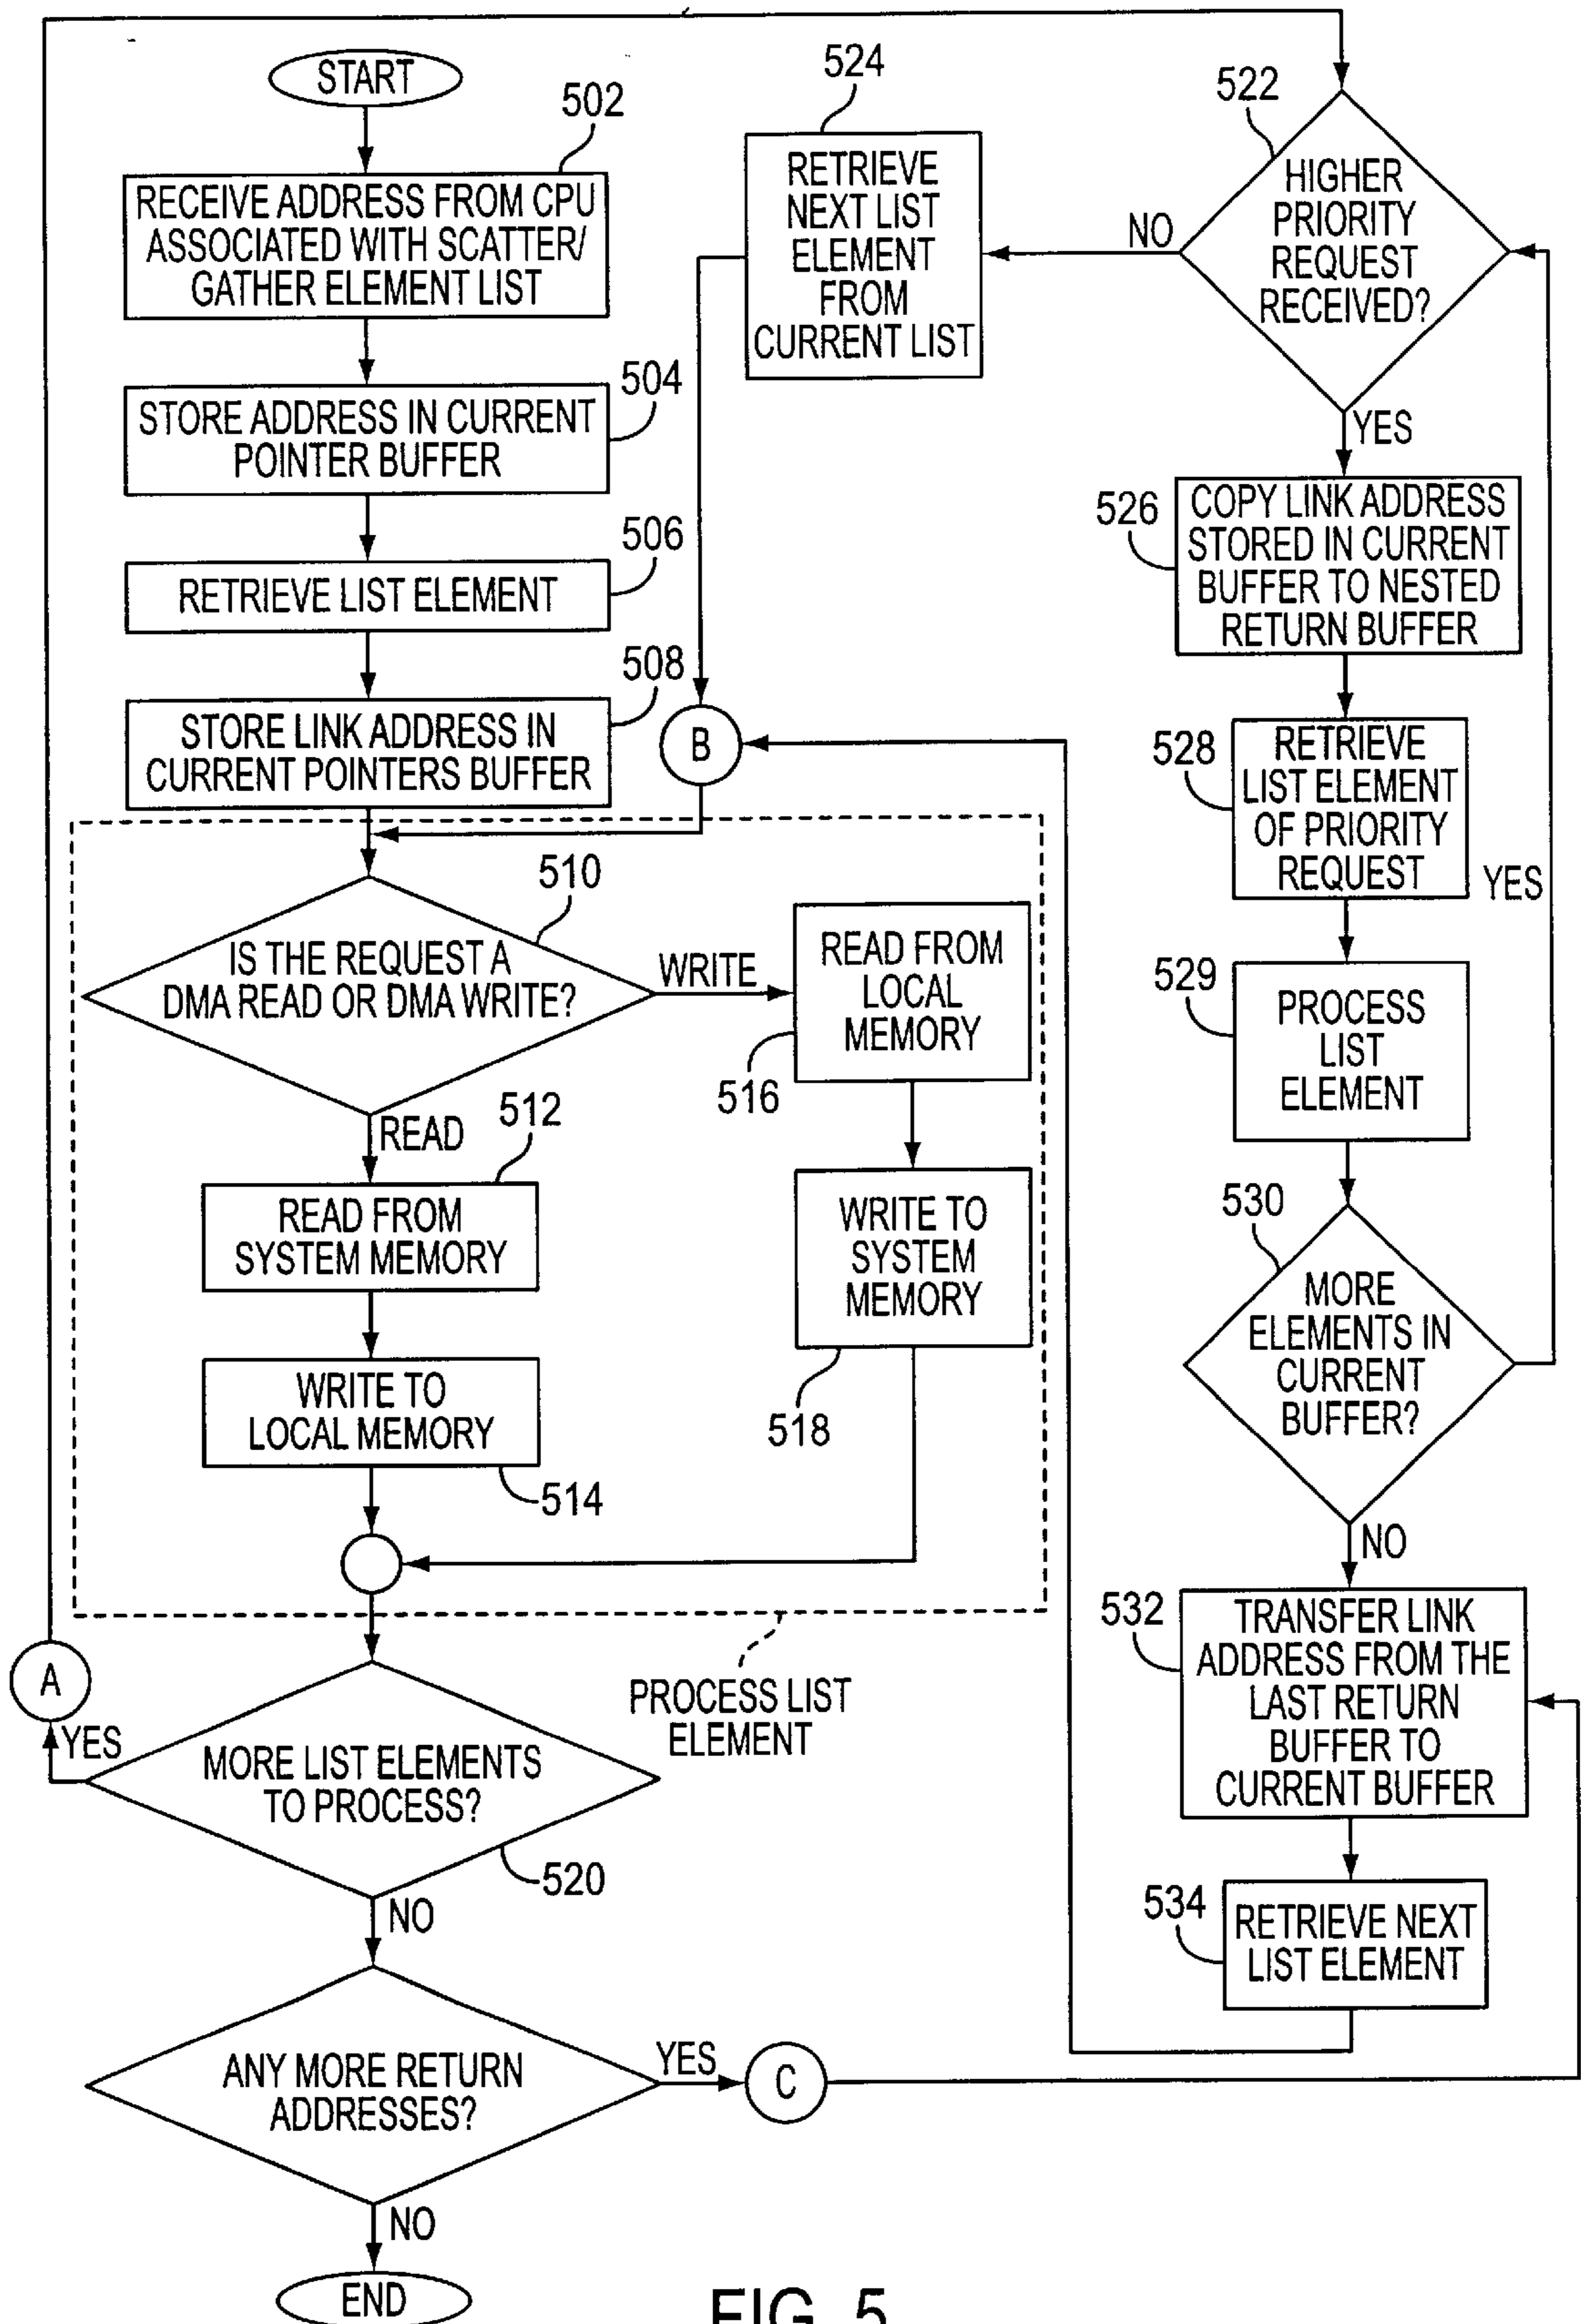 START
502
RECEIVE ADDRESS FROM CPU
ASSOCIATED WITH SCATTER/
GATHER ELEMENT LIST
504
STORE ADDRESS IN CURRENT
POINTER BUFFER
506
RETRIEVE LIST ELEMENT
508
STORE LINK ADDRESS IN
CURRENT POINTERS BUFFER
510
IS THE REQUEST A
DMA READ OR DMA WRITE?
WRITE
READ
512
READ FROM
SYSTEM MEMORY
WRITE TO
LOCAL MEMORY
514
READ FROM
LOCAL
MEMORY
516
WRITE TO
SYSTEM
MEMORY
518
PROCESS LIST
ELEMENT
A
YES
MORE LIST ELEMENTS
TO PROCESS?
520
NO
ANY MORE RETURN
ADDRESSES?
YES
C
NO
END
524
RETRIEVE
NEXT LIST
ELEMENT
FROM
CURRENT LIST
B
522
HIGHER
PRIORITY
REQUEST
RECEIVED?
NO
YES
526
COPY LINK ADDRESS
STORED IN CURRENT
BUFFER TO NESTED
RETURN BUFFER
528
RETRIEVE
LIST ELEMENT
OF PRIORITY
REQUEST
YES
529
PROCESS
LIST
ELEMENT
530
MORE
ELEMENTS IN
CURRENT
BUFFER?
NO
532
TRANSFER LINK
ADDRESS FROM THE
LAST RETURN
BUFFER TO
CURRENT BUFFER
534
RETRIEVE NEXT
LIST ELEMENT
FIG. 5